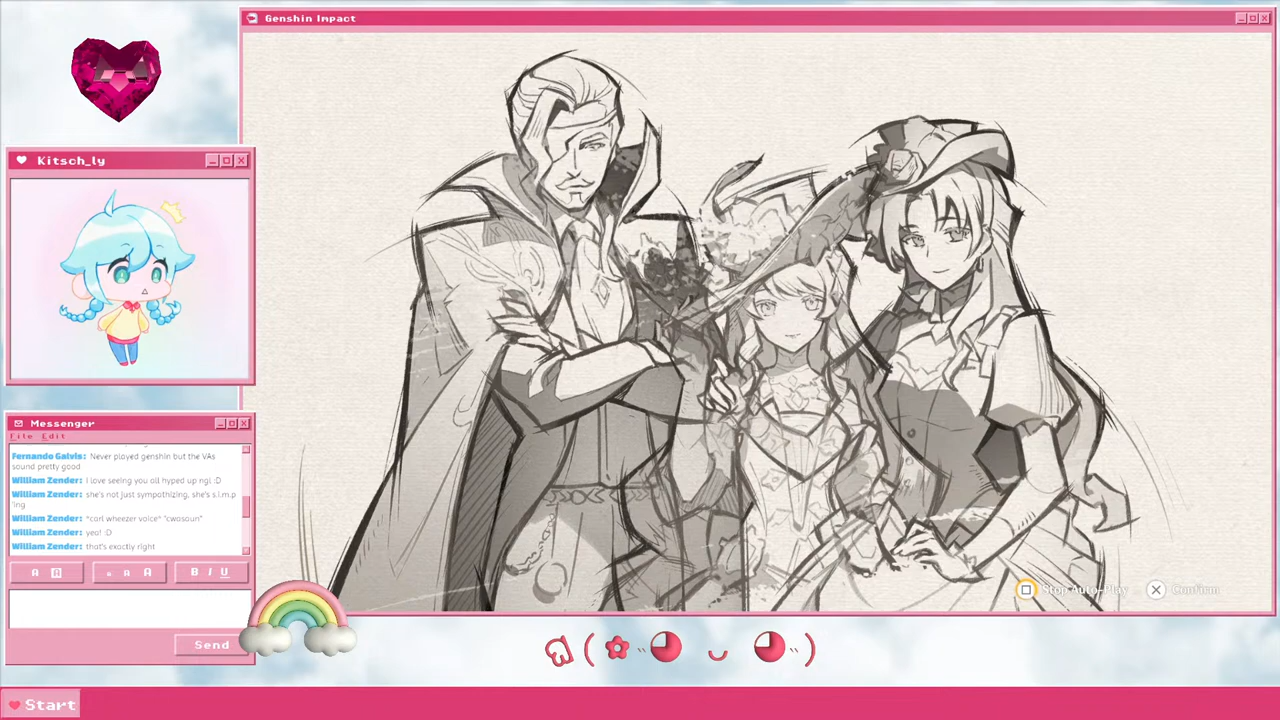 Genshin Impact
Kitsch_ly
Messenger
File Edit
Fernando Galvis: Never played genshin but the VAs
sound pretty good
William Zender: I love seeing you all hyped up ngl :D
William Zender: she's not just sympathizing, she's s.i.m.p
'ing
William Zender: *carl wheezer voice* "cwosaun"
William Zender: yea! :D
William Zender: that's exactly right
A A
a A A
B I U
Send
Stop Auto-Play
Confirm
Start